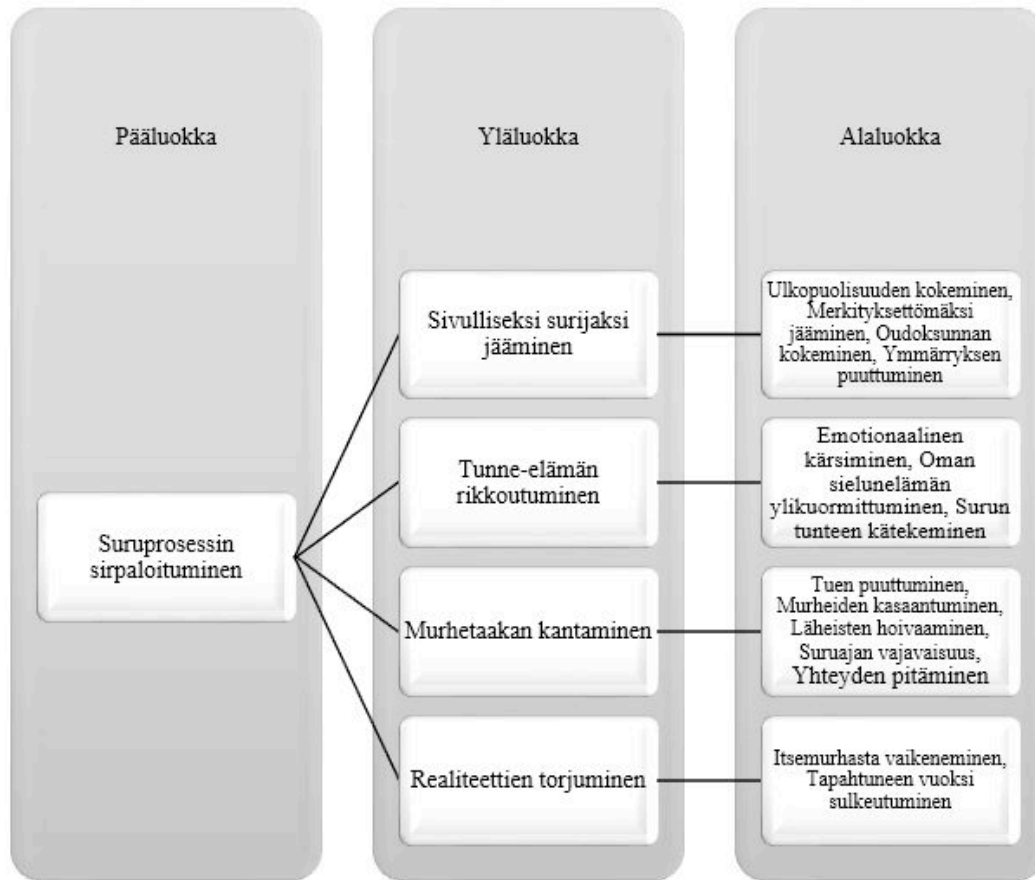 Pääluokka
Yläluokka
Alaluokka
Suruprosessin
sirpaloituminen
Sivulliseksi surijaksi
jääminen
Ulkopuolisuuden kokeminen,
Merkityksettömäksi
jääminen, Oudoksunnan
kokeminen, Ymmärryksen
puuttuminen
Tunne-elämän
rikkoutuminen
Emotionaalinen
kärsiminen, Oman
sielunelämän
ylikuormittuminen, Surun
tunteen kätekeminen
Murhetaakan kantaminen
Tuen puuttuminen,
Murheiden kasaantuminen,
Läheisten hoivaaminen,
Suruajan vajavaisuus,
Yhteyden pitäminen
Realiteettien torjuminen
Itsemurhasta vaikeneminen,
Tapahtuneen vuoksi
sulkeutuminen